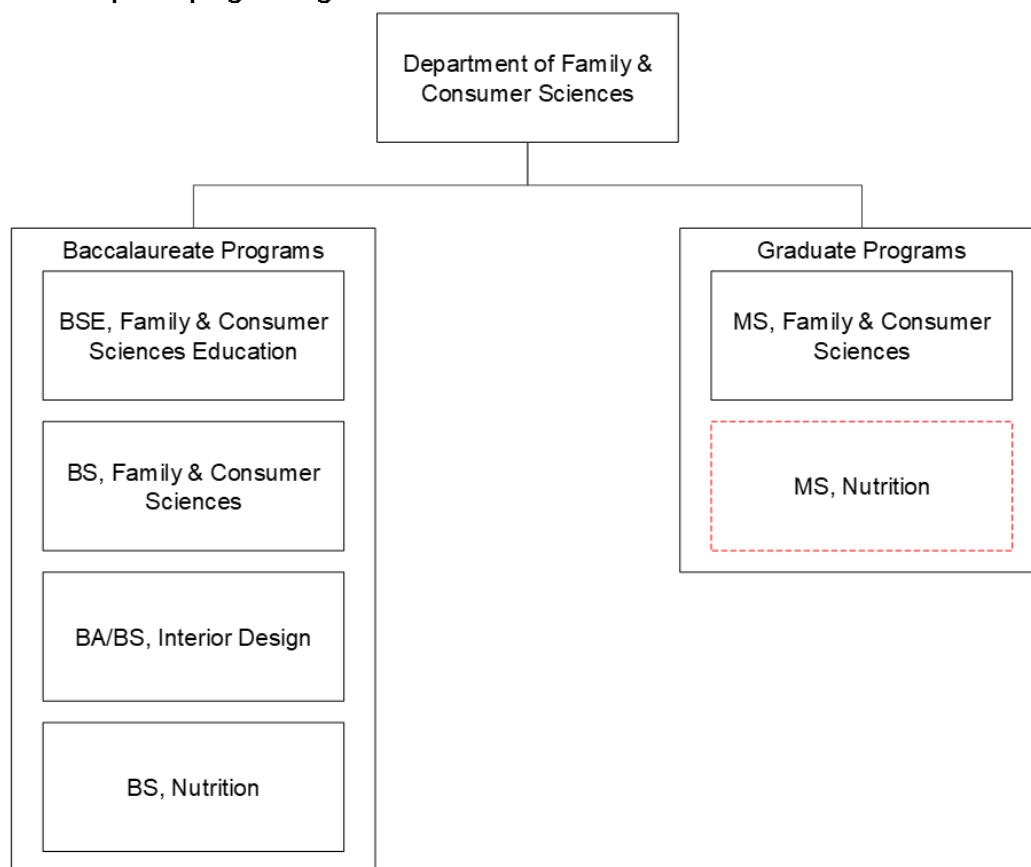 Department of Family &
Consumer Sciences
Baccalaureate Programs
BSE, Family & Consumer
Sciences Education
BS, Family & Consumer
Sciences
BA/BS, Interior Design
BS, Nutrition
Graduate Programs
MS, Family & Consumer
Sciences
MS, Nutrition